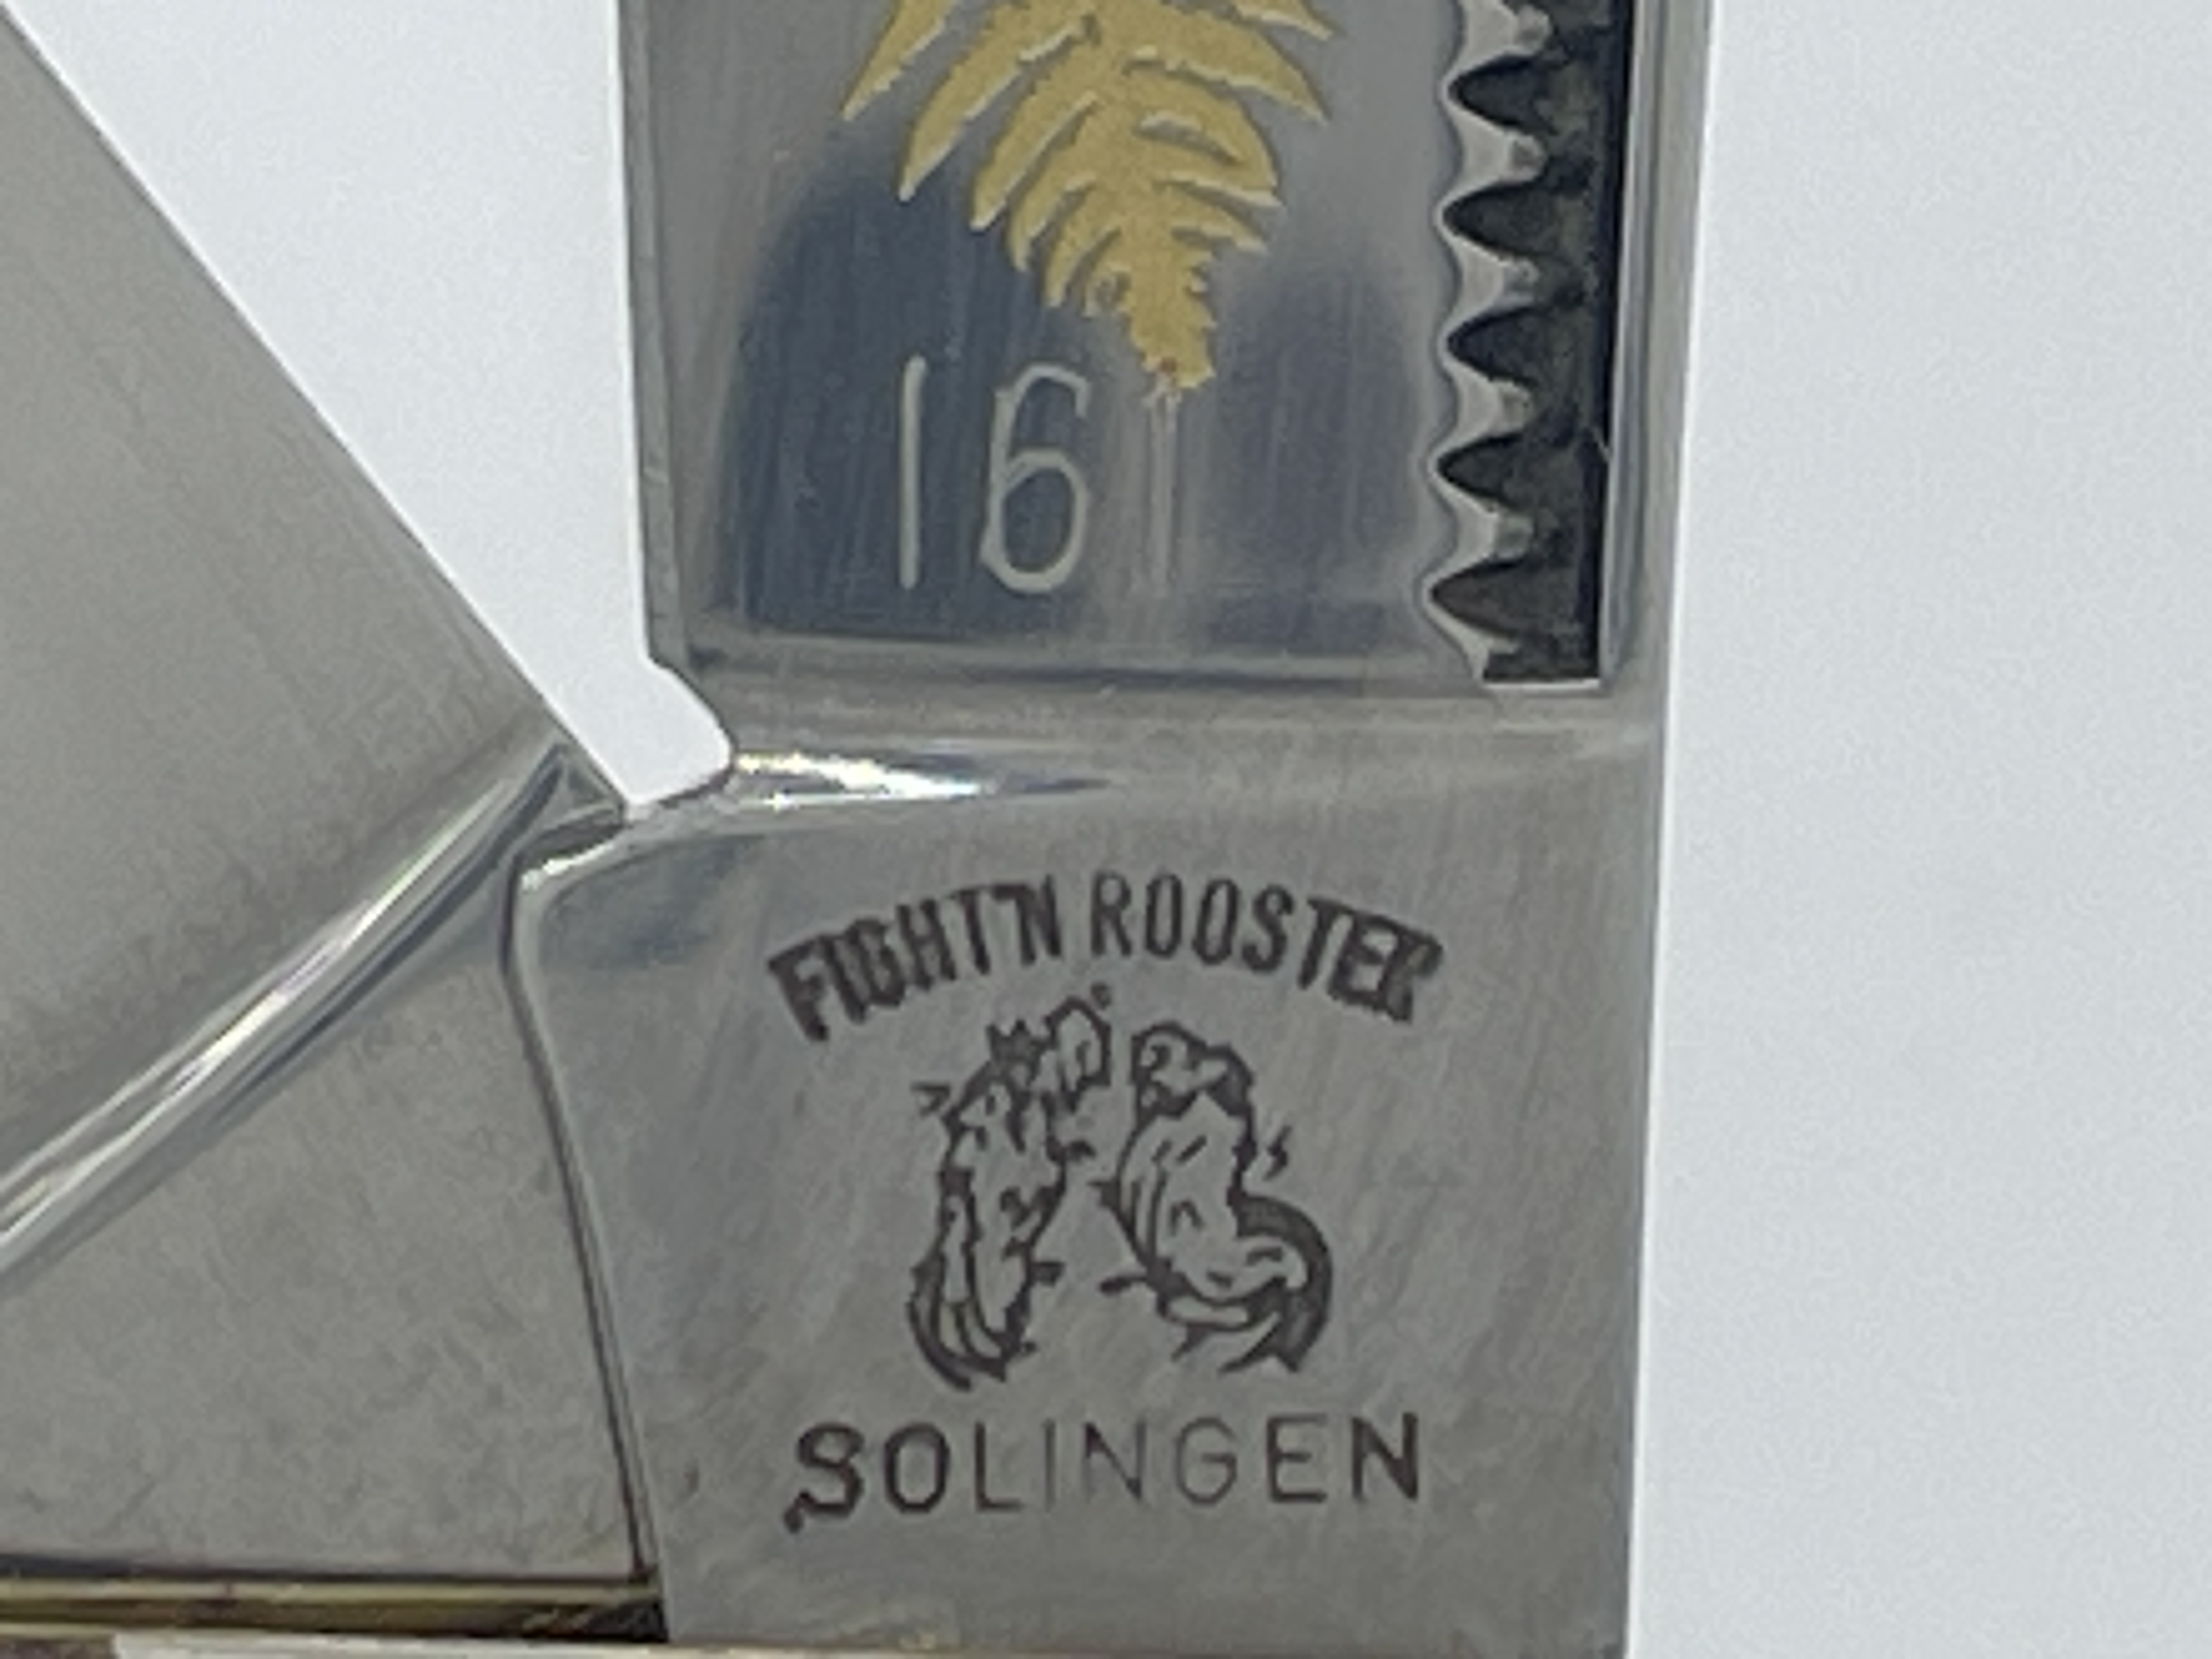 16
FIGHT'N ROOSTER
SOLINGEN